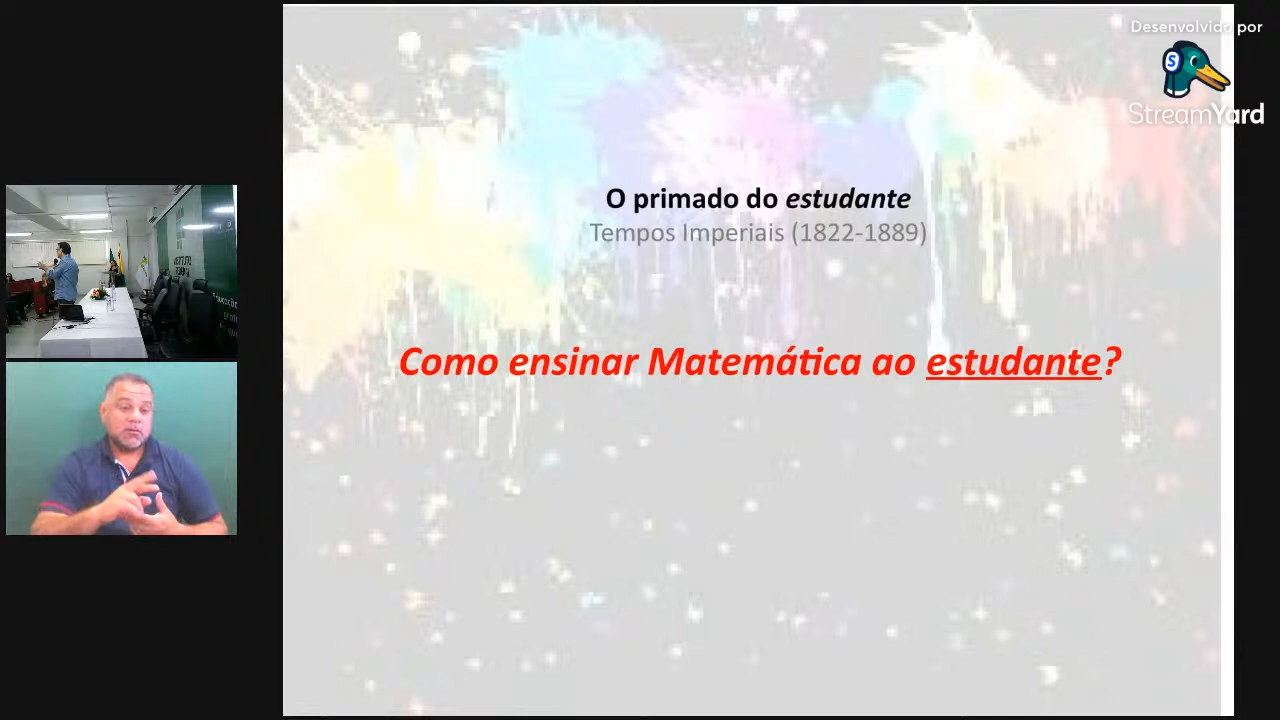 Desenvolvido por
StreamYard
O primado do estudante
Tempos Imperiais (1822-1889)
Como ensinar Matemática ao estudante?